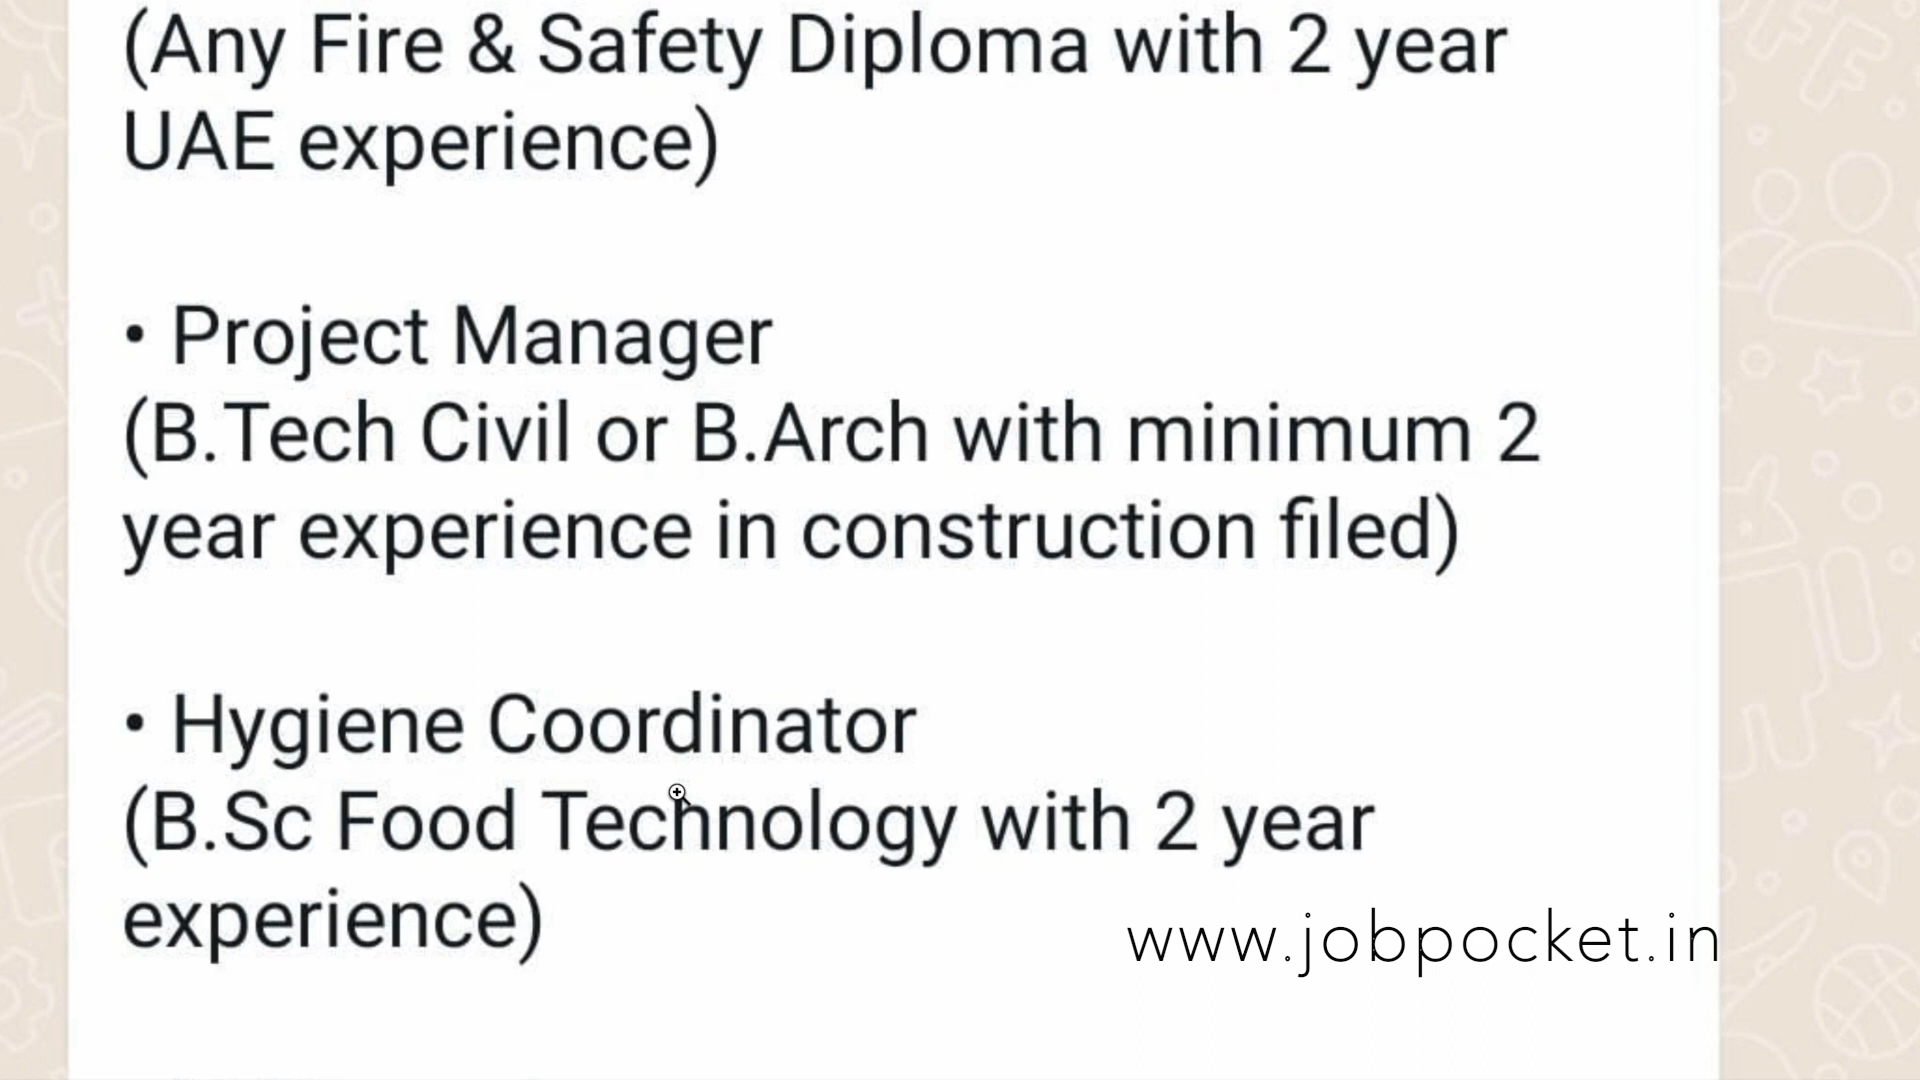 (Any Fire & Safety Diploma with 2 year
UAE experience)
• Project Manager
(B.Tech Civil or B.Arch with minimum 2
year experience in construction filed)
• Hygiene Coordinator
(B.Sc Food Technology with 2 year
experience)
www.jobpocket.in